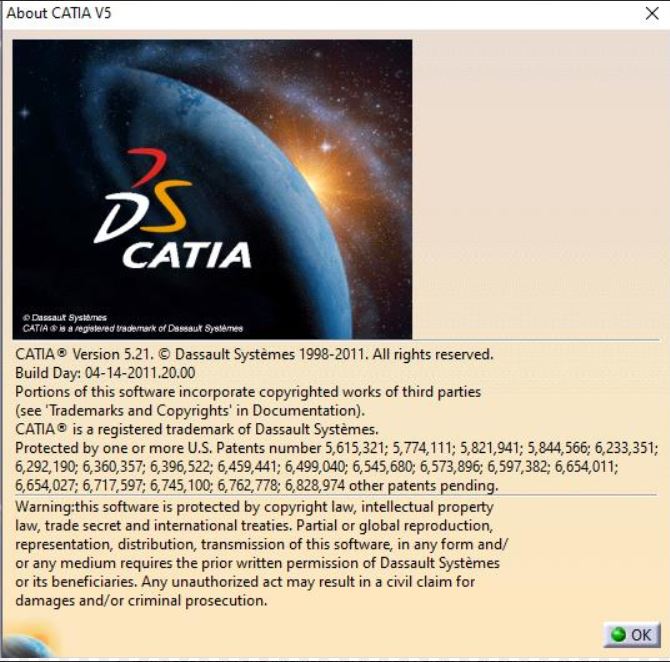 About CATIA V5
DS
CATIA
© Dassault Systèmes
CATIA ® is a registered trademark of Dassault Systèmes
CATIA® Version 5.21. © Dassault Systèmes 1998-2011. All rights reserved.
Build Day: 04-14-2011.20.00
Portions of this software incorporate copyrighted works of third parties
(see 'Trademarks and Copyrights' in Documentation).
CATIA® is a registered trademark of Dassault Systèmes.
Protected by one or more U.S. Patents number 5,615,321; 5,774,111; 5,821,941; 5,844,566; 6,233,351;
6,292,190; 6,360,357; 6,396,522; 6,459,441; 6,499,040; 6,545,680; 6,573,896; 6,597,382; 6,654,011;
6,654,027; 6,717,597; 6,745,100; 6,762,778; 6,828,974 other patents pending.
Warning:this software is protected by copyright law, intellectual property
law, trade secret and international treaties. Partial or global reproduction,
representation, distribution, transmission of this software, in any form and/
or any medium requires the prior written permission of Dassault Systèmes
or its beneficiaries. Any unauthorized act may result in a civil claim for
damages and/or criminal prosecution.
OK